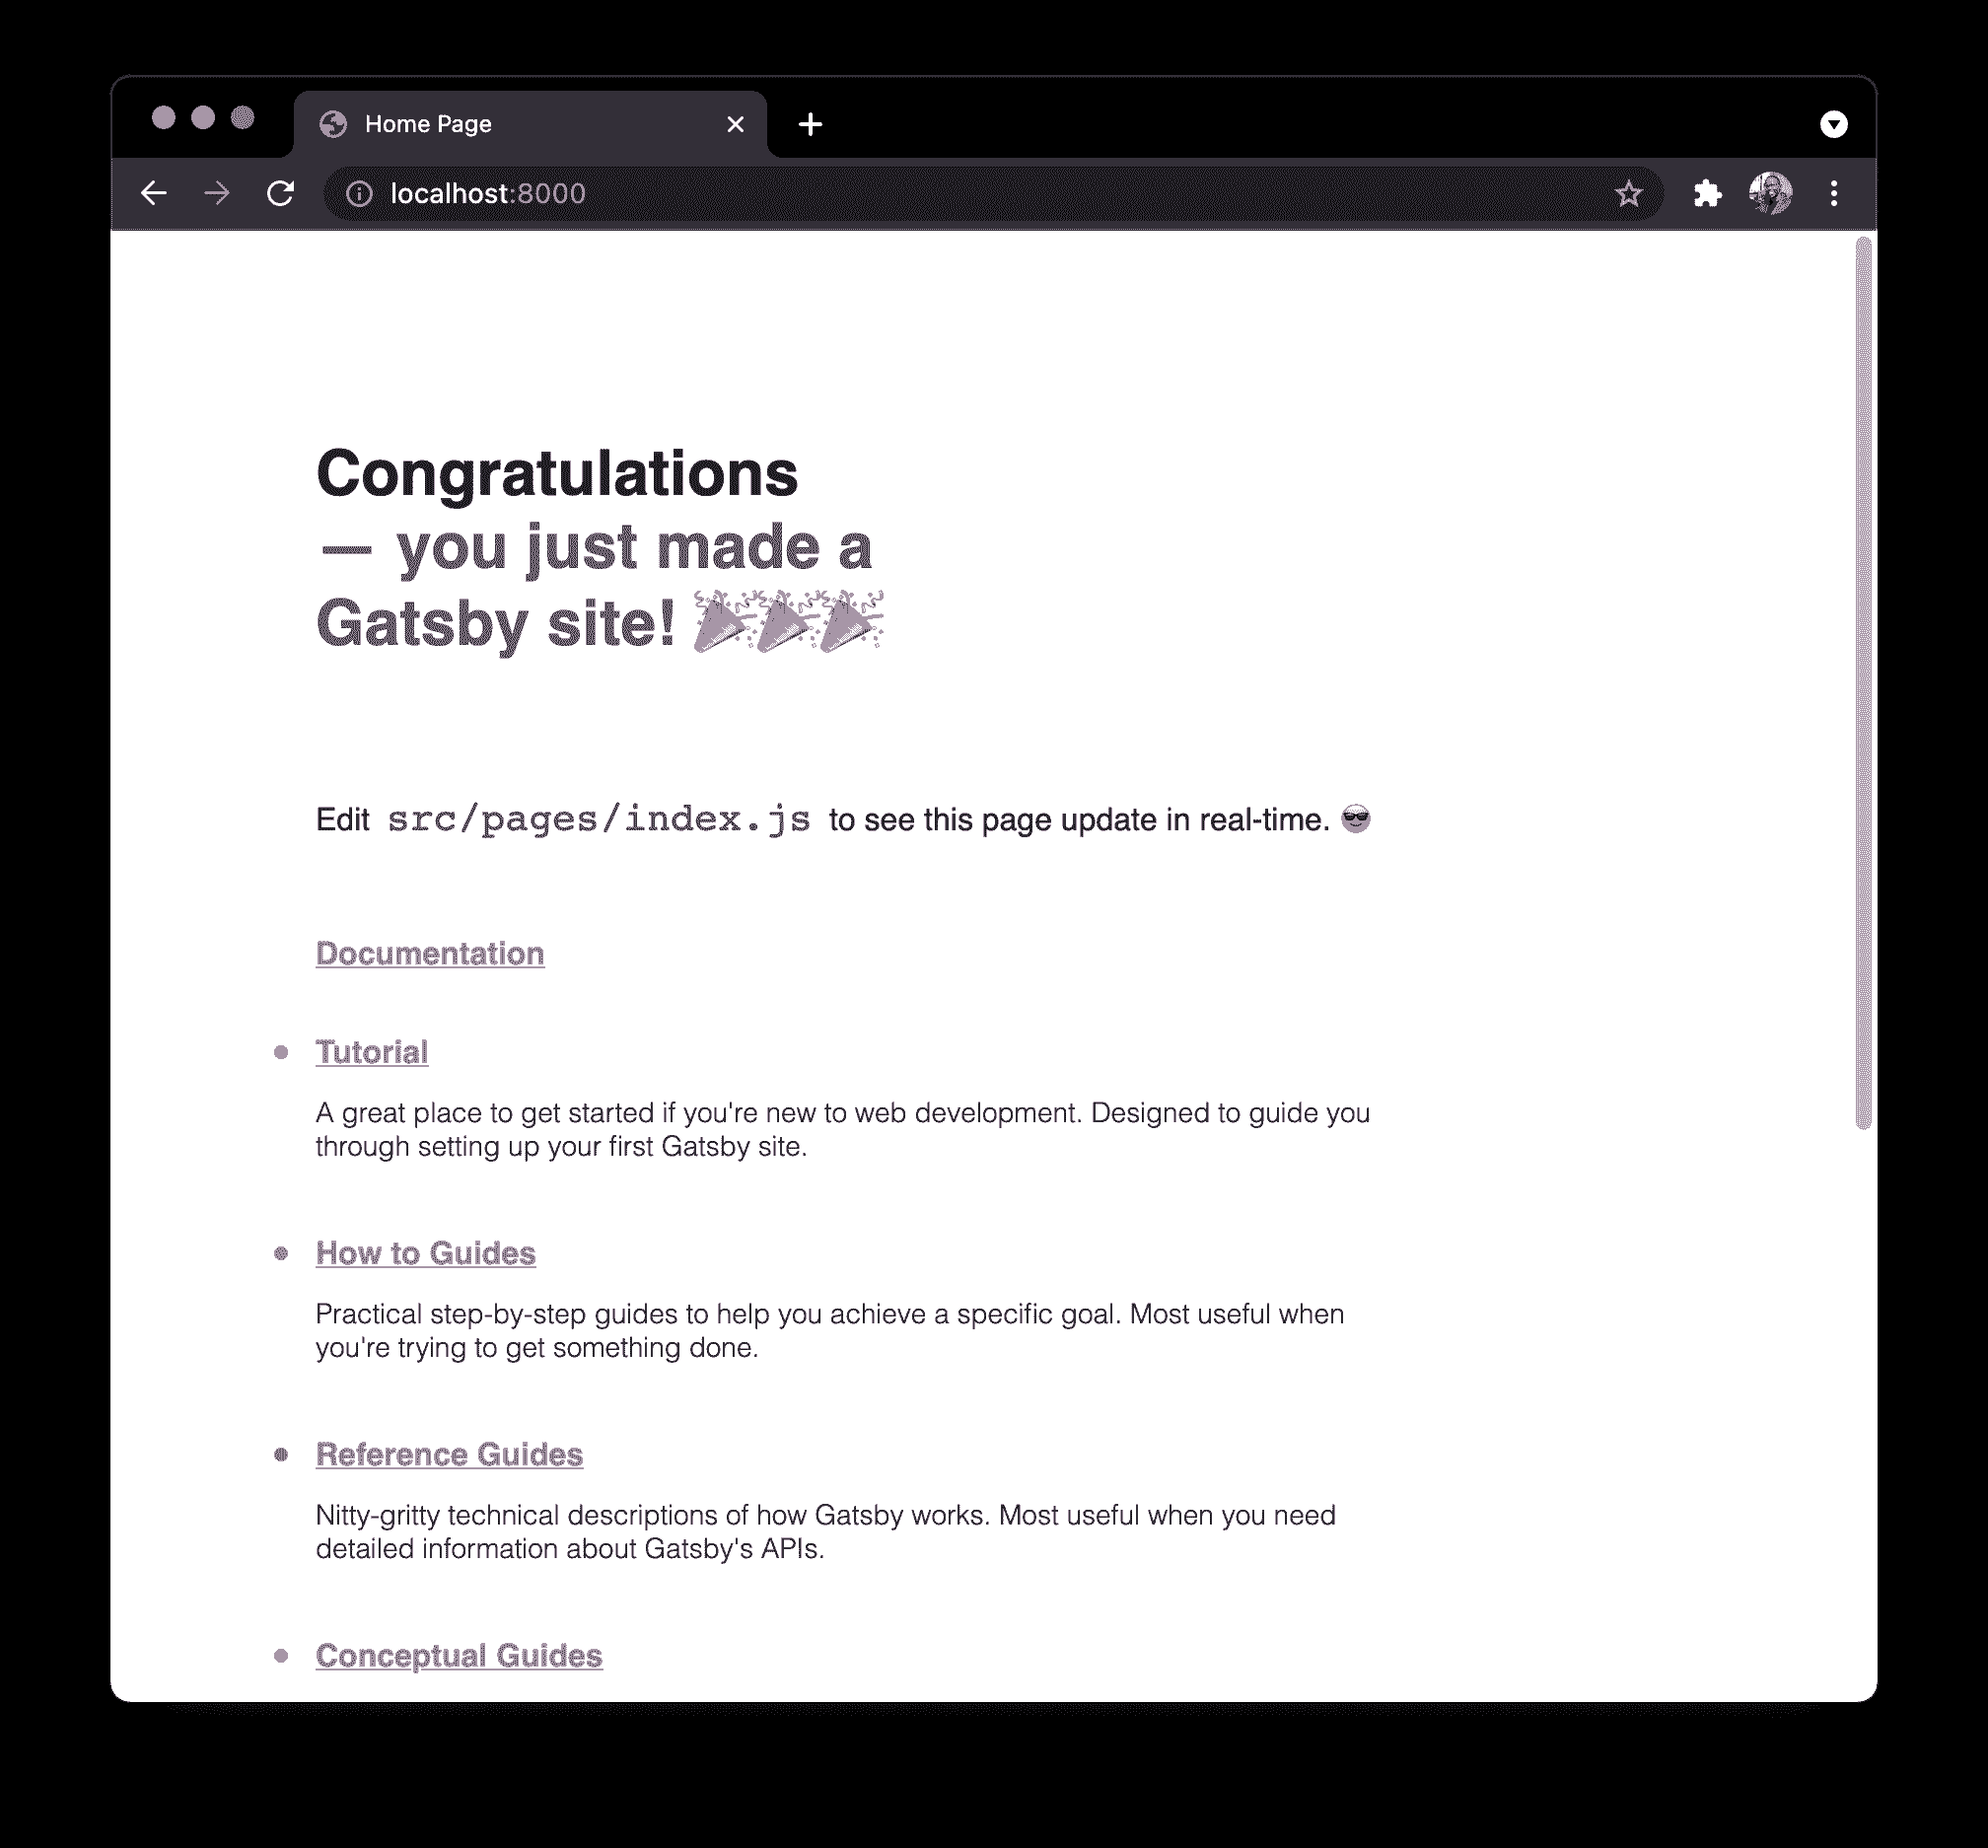 Home Page
localhost:8000
Congratulations
— you just made a
Gatsby site! 🎉🎉🎉
Edit src/pages/index.js to see this page update in real-time. 😎
Documentation
Tutorial
A great place to get started if you're new to web development. Designed to guide you
through setting up your first Gatsby site.
How to Guides
Practical step-by-step guides to help you achieve a specific goal. Most useful when
you're trying to get something done.
Reference Guides
Nitty-gritty technical descriptions of how Gatsby works. Most useful when you need
detailed information about Gatsby's APIs.
Conceptual Guides